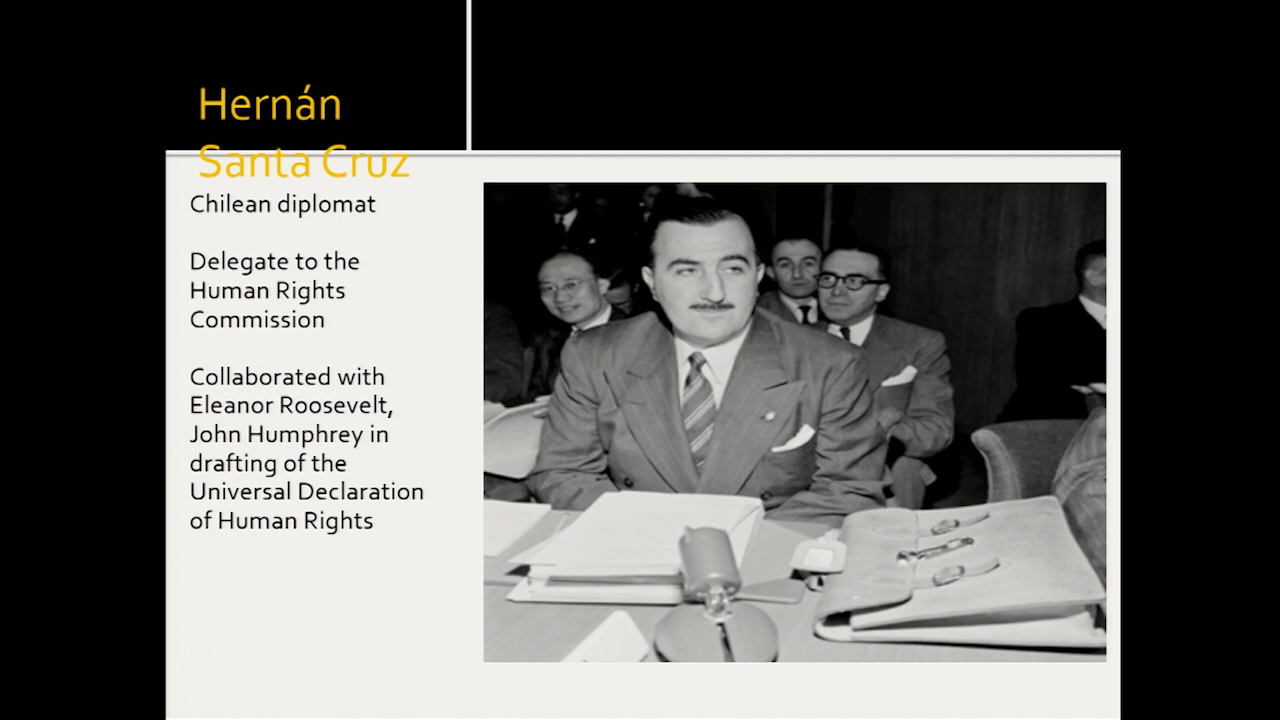 Hernán
Santa Cruz
Chilean diplomat
Delegate to the
Human Rights
Commission
Collaborated with
Eleanor Roosevelt,
John Humphrey in
drafting of the
Universal Declaration
of Human Rights